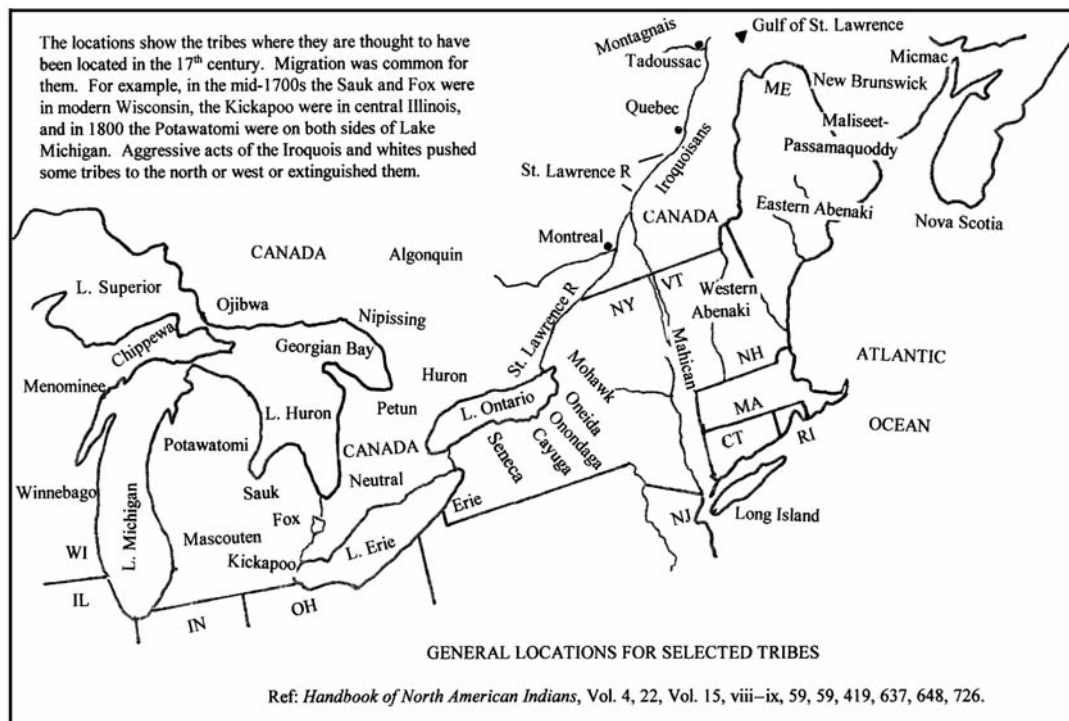 The locations show the tribes where they are thought to have
been located in the 17th century. Migration was common for
them. For example, in the mid-1700s the Sauk and Fox were
in modern Wisconsin, the Kickapoo were in central Illinois,
and in 1800 the Potawatomi were on both sides of Lake
Michigan. Aggressive acts of the Iroquois and whites pushed
some tribes to the north or west or extinguished them.
Gulf of St. Lawrence
Montagnais
Tadoussac
Micmac
ME
New Brunswick
Quebec
Maliseet-
Passamaquoddy
St. Lawrence R
Iroquoisans
Eastern Abenaki
Nova Scotia
CANADA
Montreal
CANADA
Algonquin
L. Superior
Ojibwa
Nipissing
St. Lawrence R
NY
VT
Western
Abenaki
Mahican
Chippewa
Georgian Bay
NH
ATLANTIC
OCEAN
Menominee
Huron
Mohawk
L. Huron
Petun
L. Ontario
Oneida
MA
Potawatomi
CANADA
Onondaga
CT
RI
Seneca
Cayuga
Winnebago
Sauk
Neutral
Erie
Fox
NJ
Long Island
L. Michigan
Mascouten
L. Erie
WI
Kickapoo
IL
IN
OH
GENERAL LOCATIONS FOR SELECTED TRIBES
Ref: Handbook of North American Indians, Vol. 4, 22, Vol. 15, viii–ix, 59, 59, 419, 637, 648, 726.